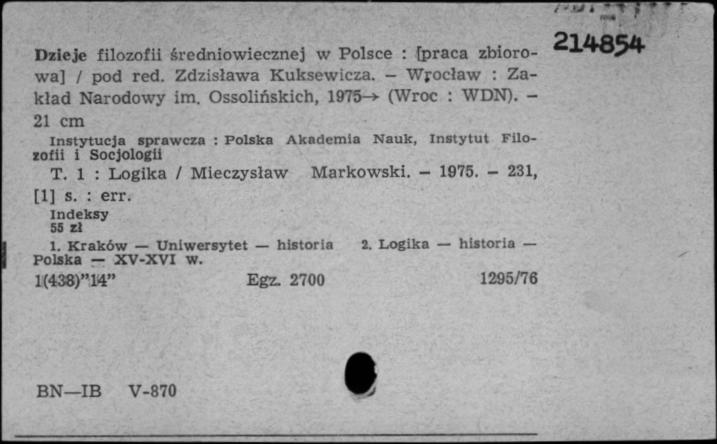 214854
Dzieje filozofii średniowiecznej w Polsce : [praca zbioro-
wa] / pod red. Zdzisława Kuksewicza. – Wrocław : Za-
kład Narodowy im. Ossolińskich, 1975→ (Wroc : WDN). –
21 cm
Instytucja sprawcza : Polska Akademia Nauk, Instytut Filo-
zofii i Socjologii
T. 1 : Logika / Mieczysław Markowski. – 1975. – 231,
[1] s. : err.
Indeksy
55 zł
1. Kraków — Uniwersytet — historia 2. Logika — historia —
Polska — XV-XVI w.
1(438)"14" Egz. 2700 1295/76
BN—IB V-870